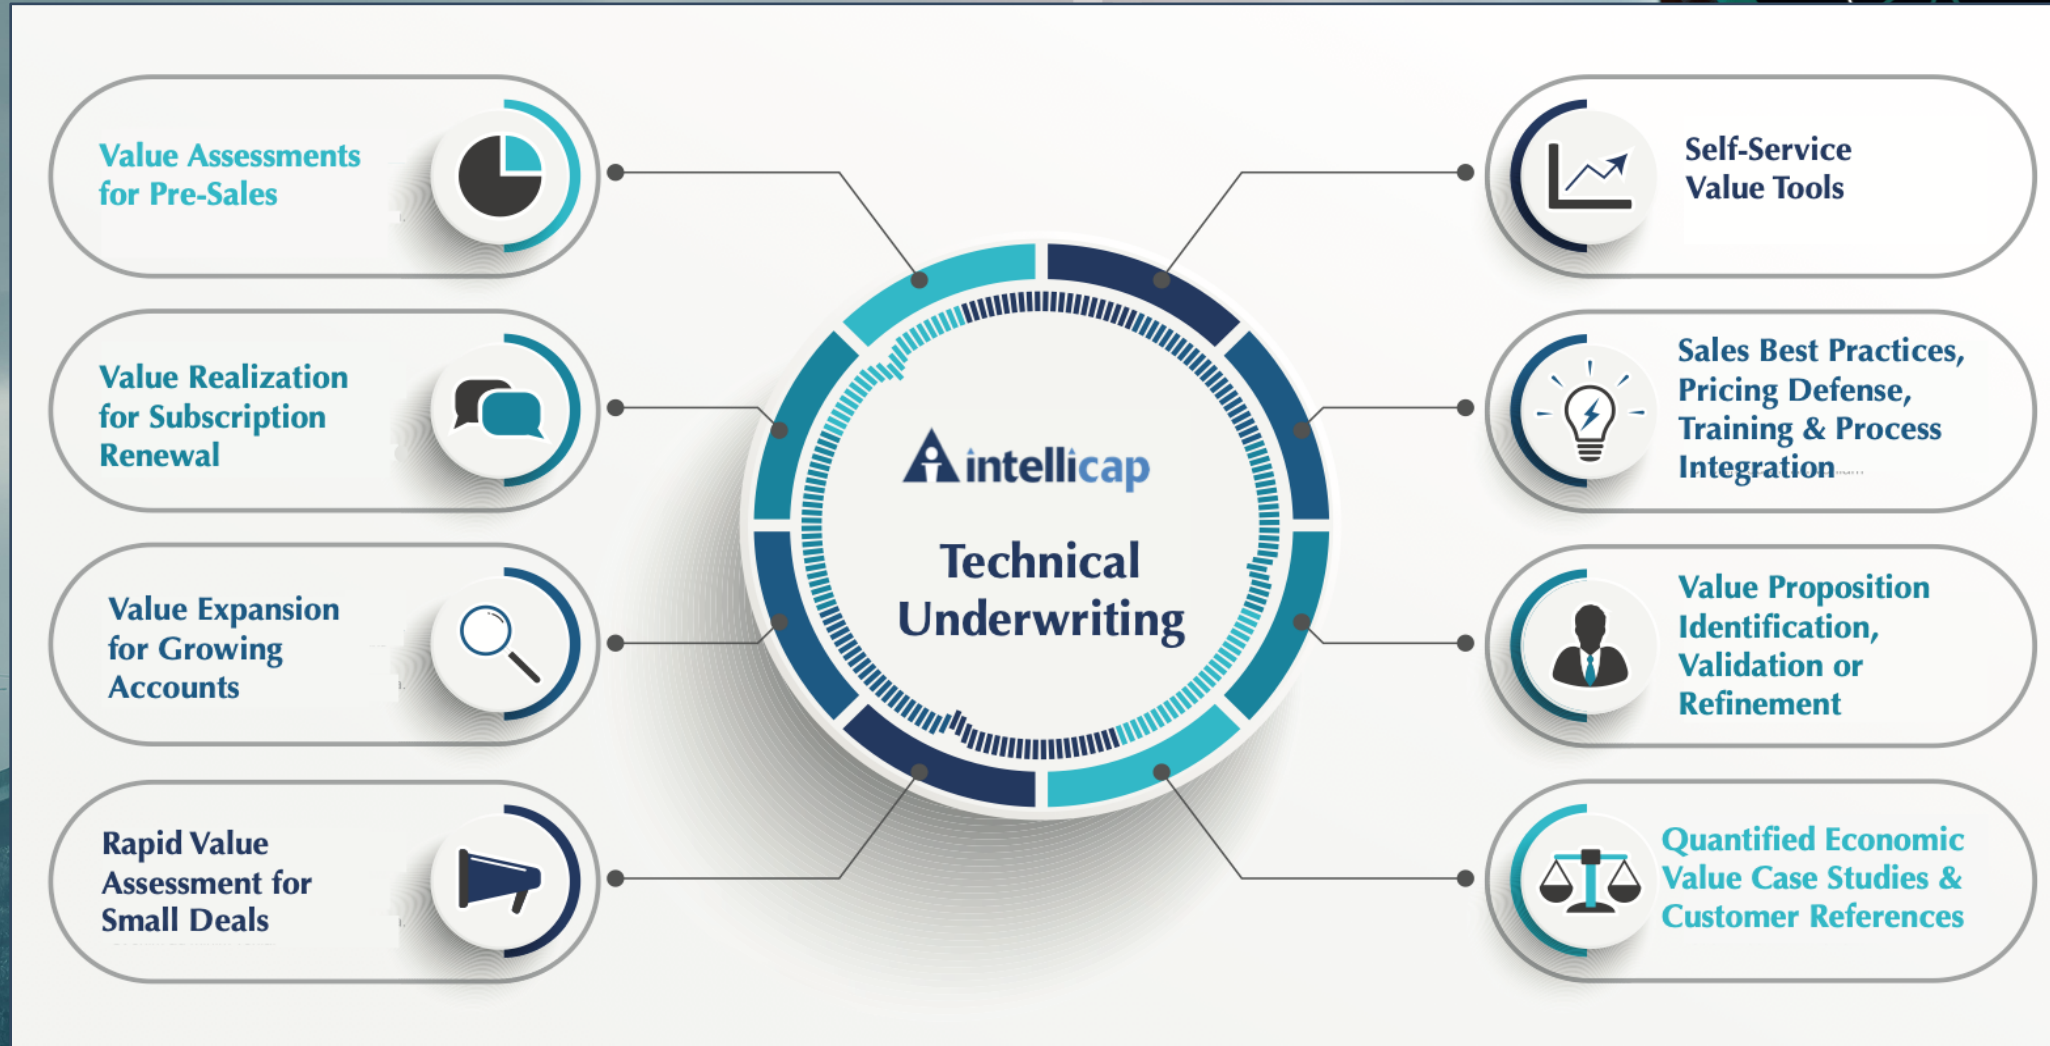 Value Assessments
for Pre-Sales
Value Realization
for Subscription
Renewal
Value Expansion
for Growing
Accounts
Rapid Value
Assessment for
Small Deals
intellicap
Technical
Underwriting
Self-Service
Value Tools
Sales Best Practices,
Pricing Defense,
Training & Process
Integration
Value Proposition
Identification,
Validation or
Refinement
Quantified Economic
Value Case Studies &
Customer References